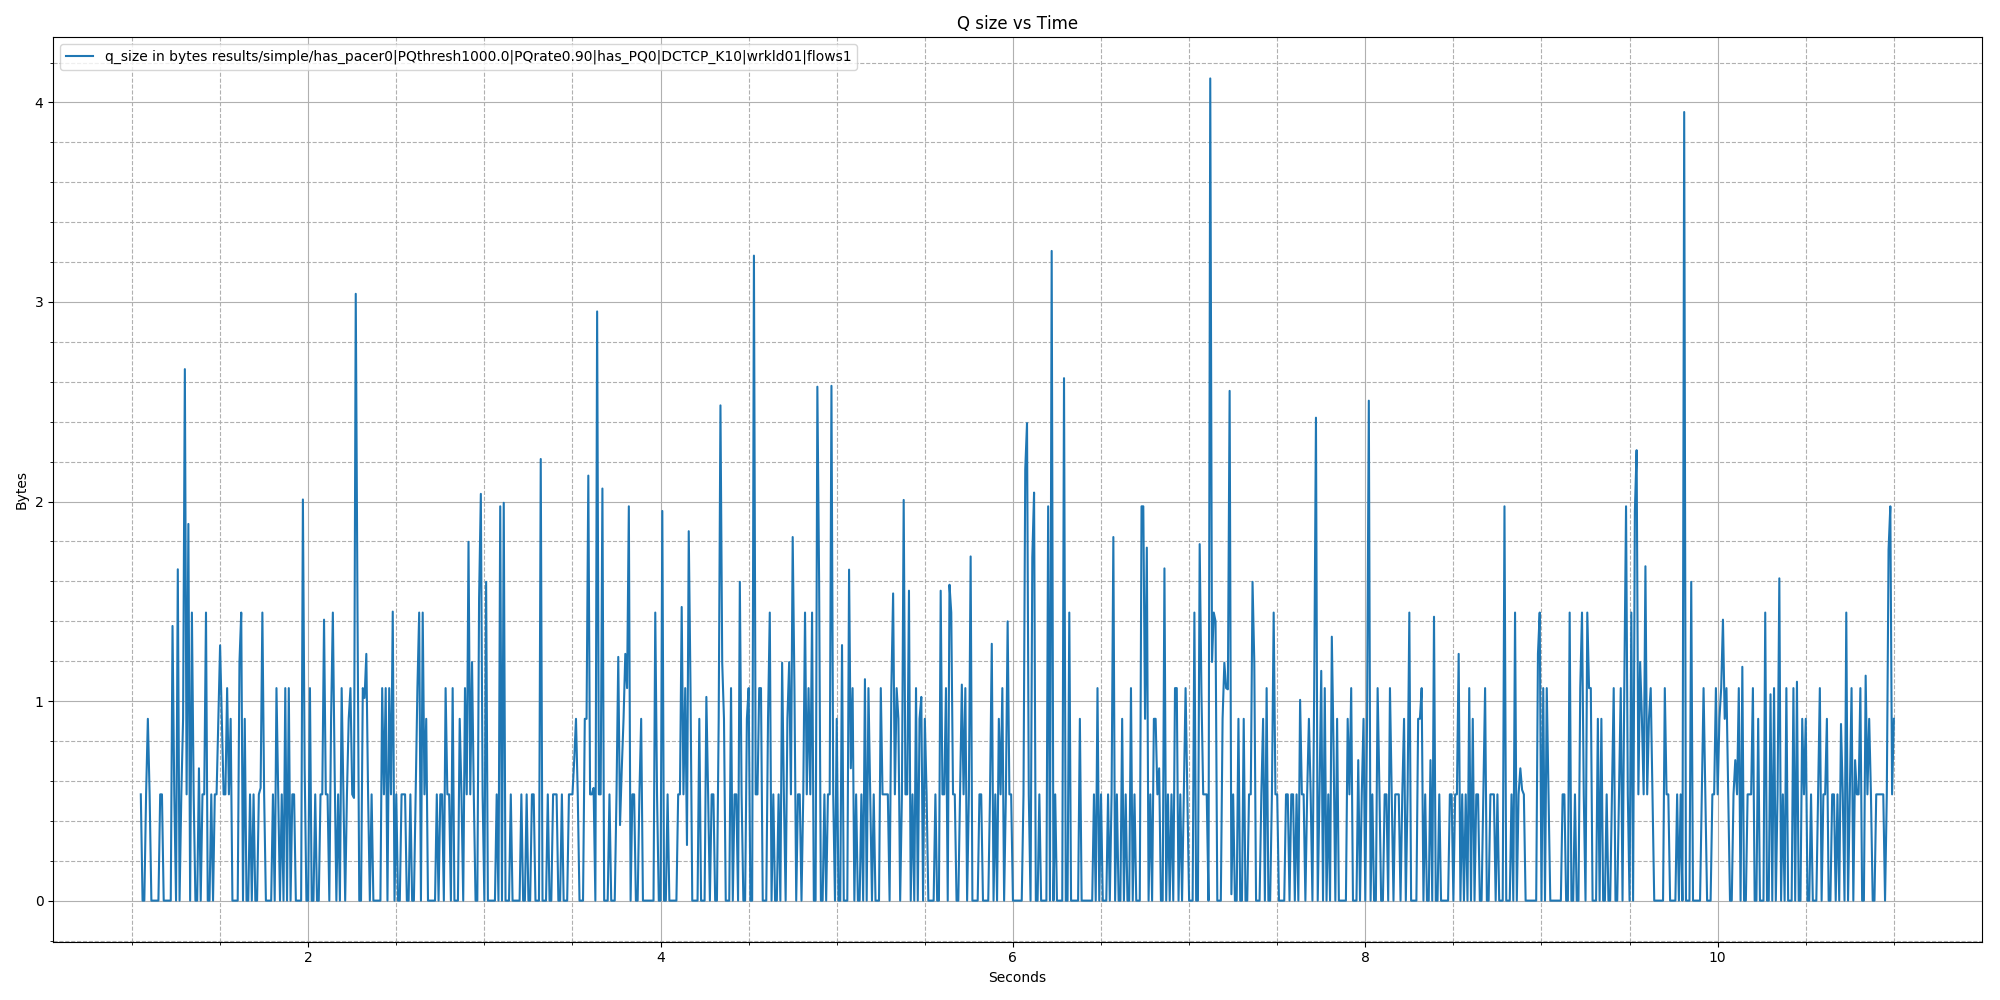 Q size vs Time
q_size in bytes results/simple/has_pacer0|PQthresh1000.0|PQrate0.90|has_PQ0|DCTCP_K10|wrkld01|flows1
4
3
2
1
0
Bytes
2 4 6 8 10
Seconds